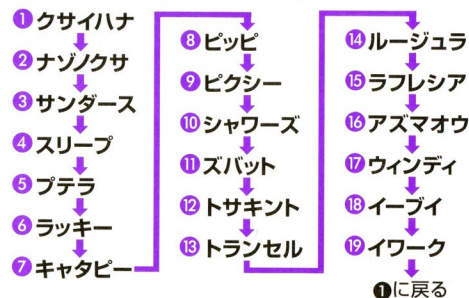 ❶クサイハナ
❷ナゾノクサ
❸サンダース
❹スリープ
❺プテラ
❻ラッキー
❼キャタピー
❽ピッピ
❾ピクシー
❿シャワーズ
⓫ズバット
⓬トサキント
⓭トランセル
⓮ルージュラ
⓯ラフレシア
⓰アズマオウ
⓱ウィンディ
⓲イーブイ
⓳イワーク
❶に戻る